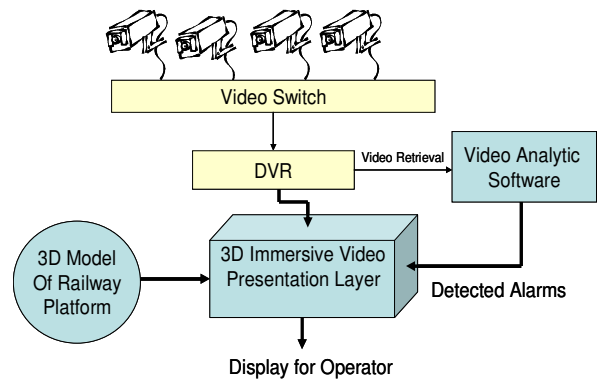 Video Switch
DVR
Video Retrieval
Video Analytic
Software
3D Model
Of Railway
Platform
3D Immersive Video
Presentation Layer
Detected Alarms
Display for Operator